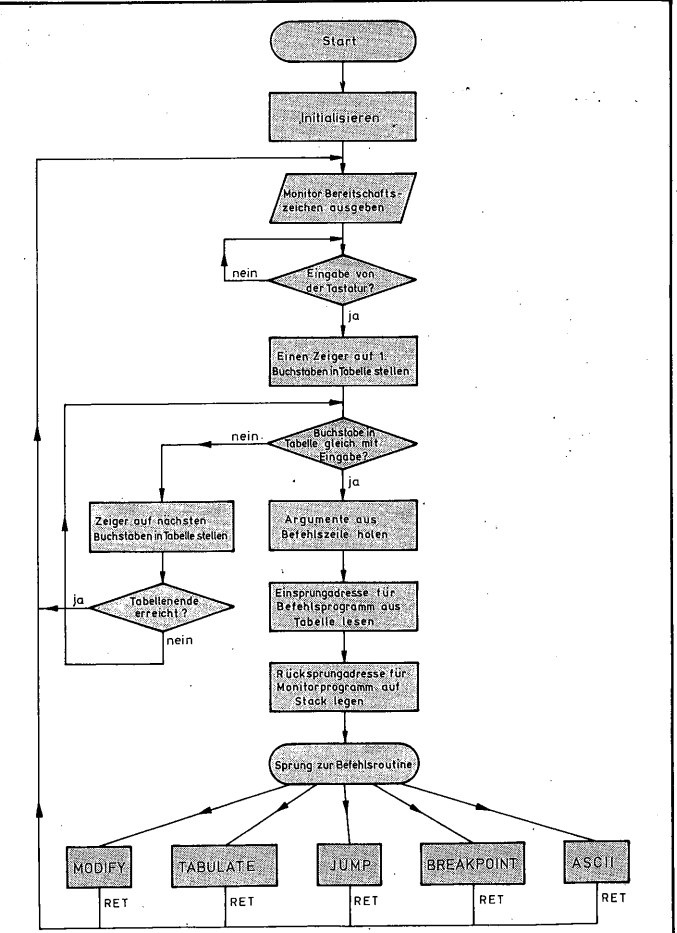 Start
Initialisieren
Monitor Bereitschafts-
zeichen ausgeben
nein
Eingabe von
der Tastatur?
ja
Einen Zeiger auf 1.
Buchstaben in Tabelle stellen
nein
Buchstabe in
Tabelle gleich mit
Eingabe?
ja
Zeiger auf nächsten
Buchstaben in Tabelle stellen
Argumente aus
Befehlszeile holen
ja
Tabellenende
erreicht?
nein
Einsprungadresse für
Befehlsprogramm aus
Tabelle lesen
Rücksprungadresse für
Monitorprogramm auf
Stack legen
Sprung zur Befehlsroutine
MODIFY
TABULATE
JUMP
BREAKPOINT
ASCII
RET
RET
RET
RET
RET